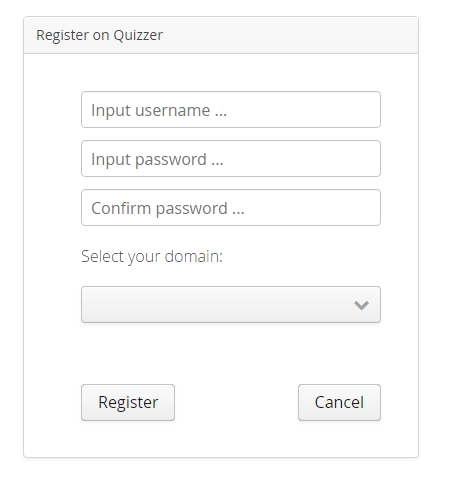 Register on Quizzer
Input username ...
Input password ...
Confirm password ...
Select your domain:
Register
Cancel